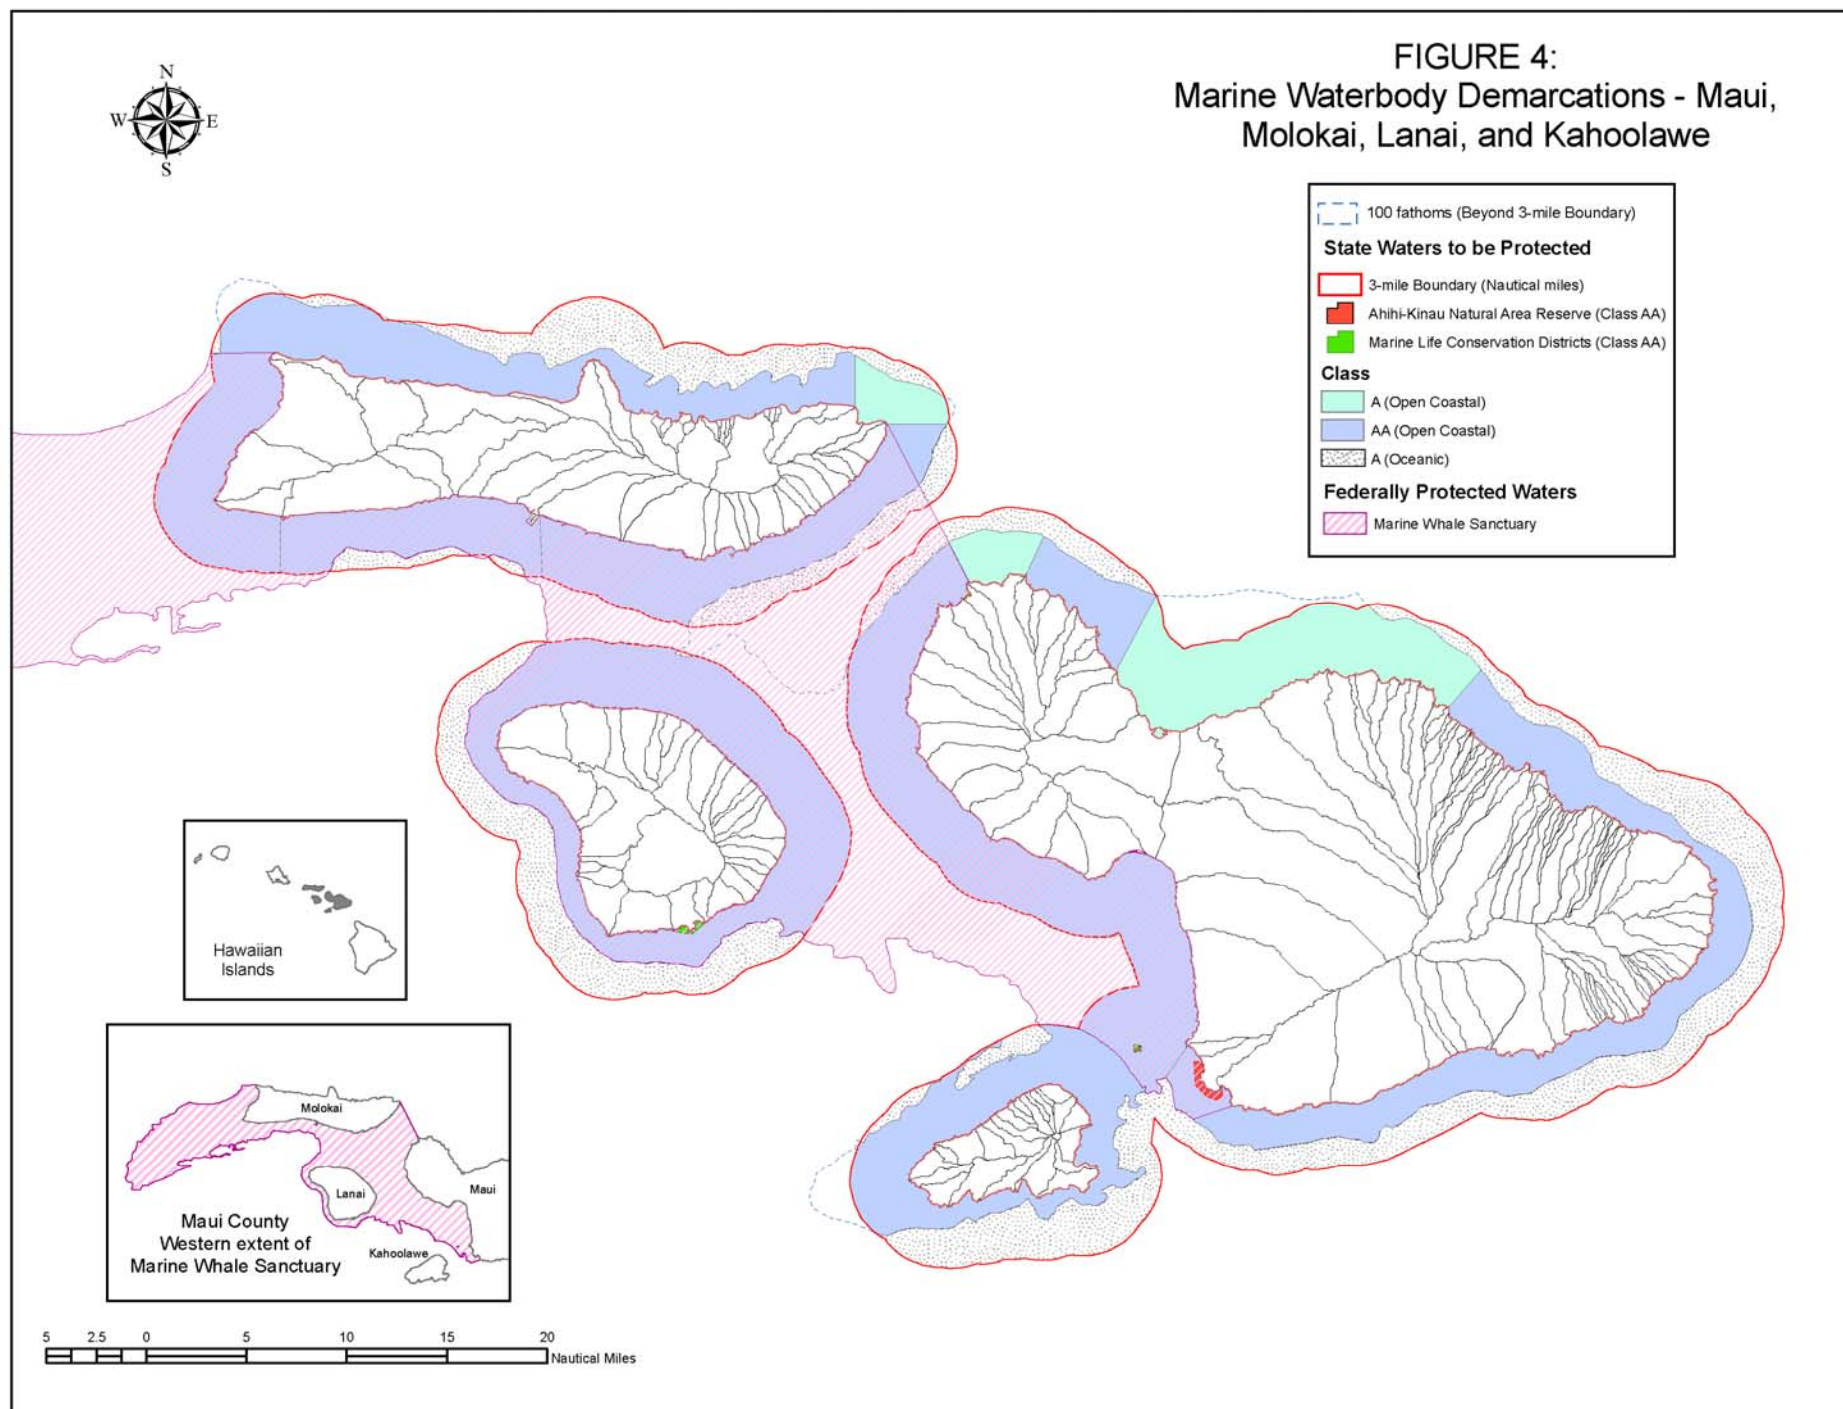 FIGURE 4:
Marine Waterbody Demarcations - Maui,
Molokai, Lanai, and Kahoolawe
N
W
E
S
100 fathoms (Beyond 3-mile Boundary)
State Waters to be Protected
3-mile Boundary (Nautical miles)
Ahihi-Kinau Natural Area Reserve (Class AA)
Marine Life Conservation Districts (Class AA)
Class
A (Open Coastal)
AA (Open Coastal)
A (Oceanic)
Federally Protected Waters
Marine Whale Sanctuary
Hawaiian
Islands
Molokai
Lanai
Maui
Kahoolawe
Maui County
Western extent of
Marine Whale Sanctuary
5 2.5 0 5 10 15 20
Nautical Miles